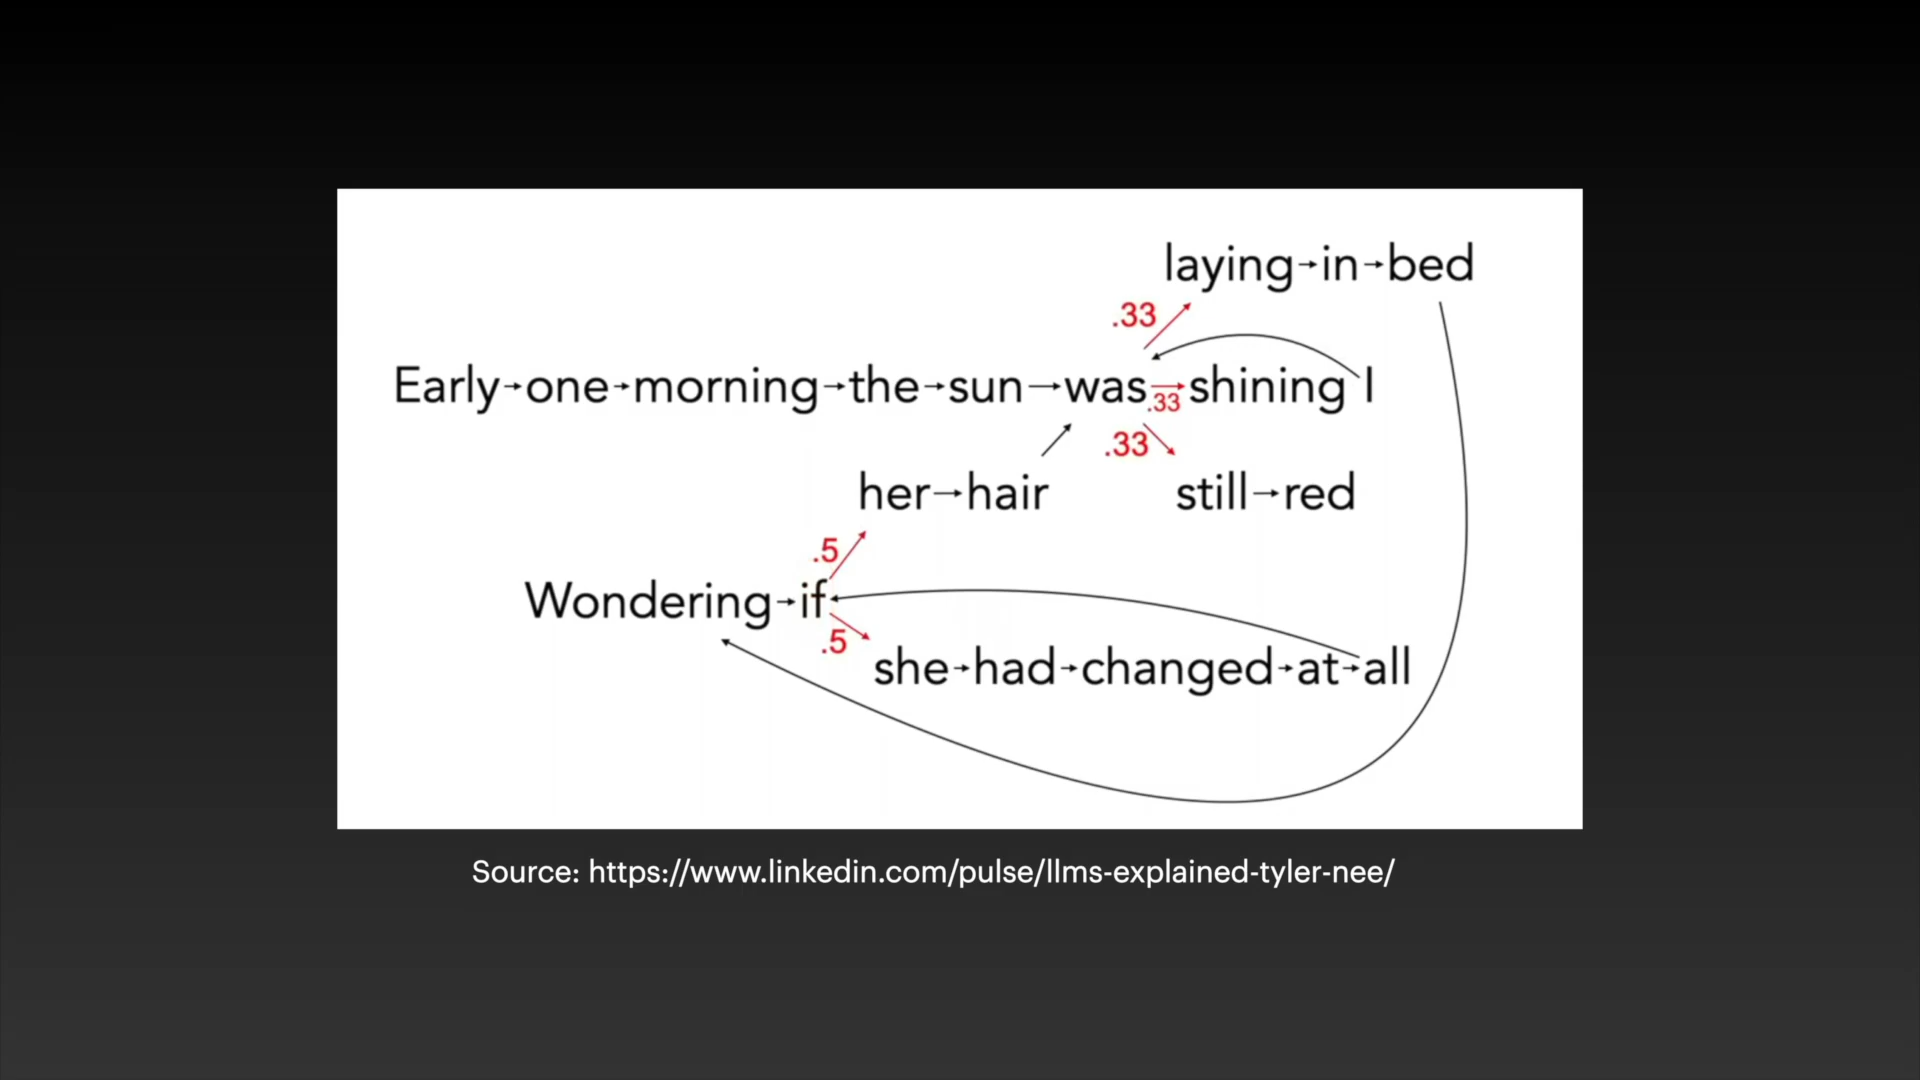 laying→in→bed
.33
Early→one→morning→the→sun→was→shining I
.33
.33
her→hair still→red
.5
Wondering→if
.5
she→had→changed→at→all
Source: https://www.linkedin.com/pulse/llms-explained-tyler-nee/